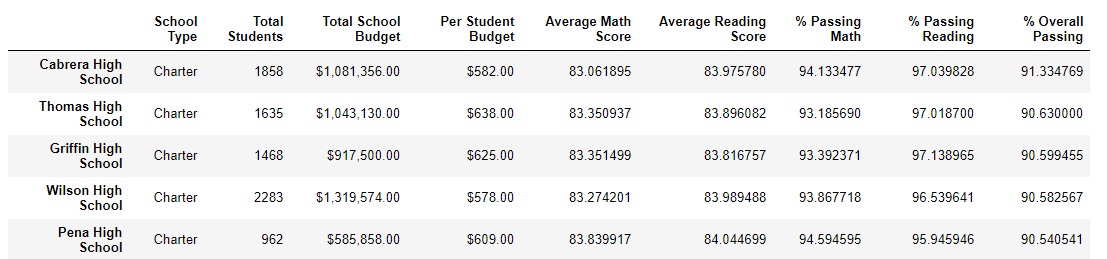 School Type Total Students Total School Budget Per Student Budget Average Math Score Average Reading Score % Passing Math % Passing Reading % Overall Passing
Cabrera High School Charter 1858 $1,081,356.00 $582.00 83.061895 83.975780 94.133477 97.039828 91.334769
Thomas High School Charter 1635 $1,043,130.00 $638.00 83.350937 83.896082 93.185690 97.018700 90.630000
Griffin High School Charter 1468 $917,500.00 $625.00 83.351499 83.816757 93.392371 97.138965 90.599455
Wilson High School Charter 2283 $1,319,574.00 $578.00 83.274201 83.989488 93.867718 96.539641 90.582567
Pena High School Charter 962 $585,858.00 $609.00 83.839917 84.044699 94.594595 95.945946 90.540541